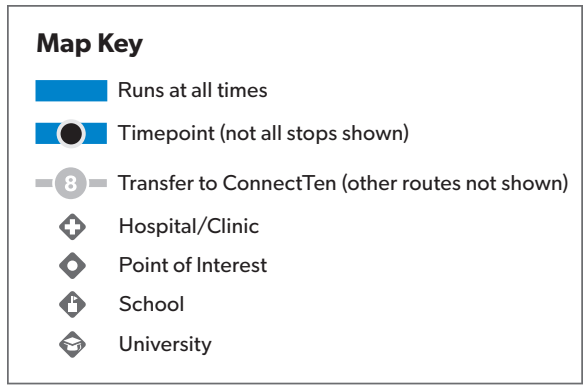 Map Key
Runs at all times
Timepoint (not all stops shown)
8 Transfer to ConnectTen (other routes not shown)
Hospital/Clinic
Point of Interest
School
University